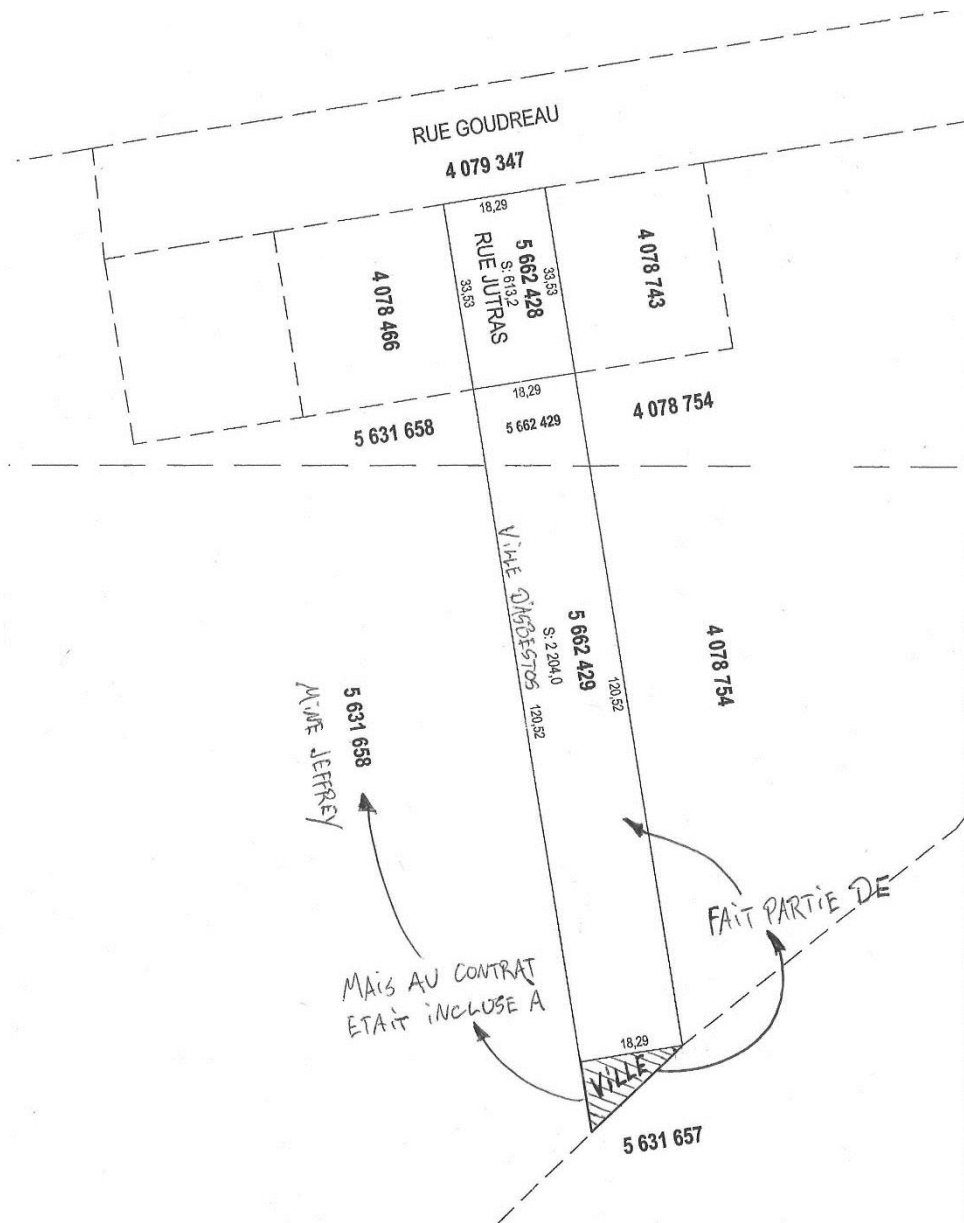 RUE GOUDREAU
4 079 347
18,29
5 662 428
S: 613,2
RUE JUTRAS
33,53
33,53
4 078 466
4 078 743
18,29
5 662 429
5 631 658
4 078 754
VILLE D'ASBESTOS
120,52
5 662 429
S: 2 204,0
120,52
4 078 754
5 631 658
MINE JEFFREY
FAIT PARTIE DE
MAIS AU CONTRAT
ETAIT INCLUSE À
18,29
VILLE
5 631 657